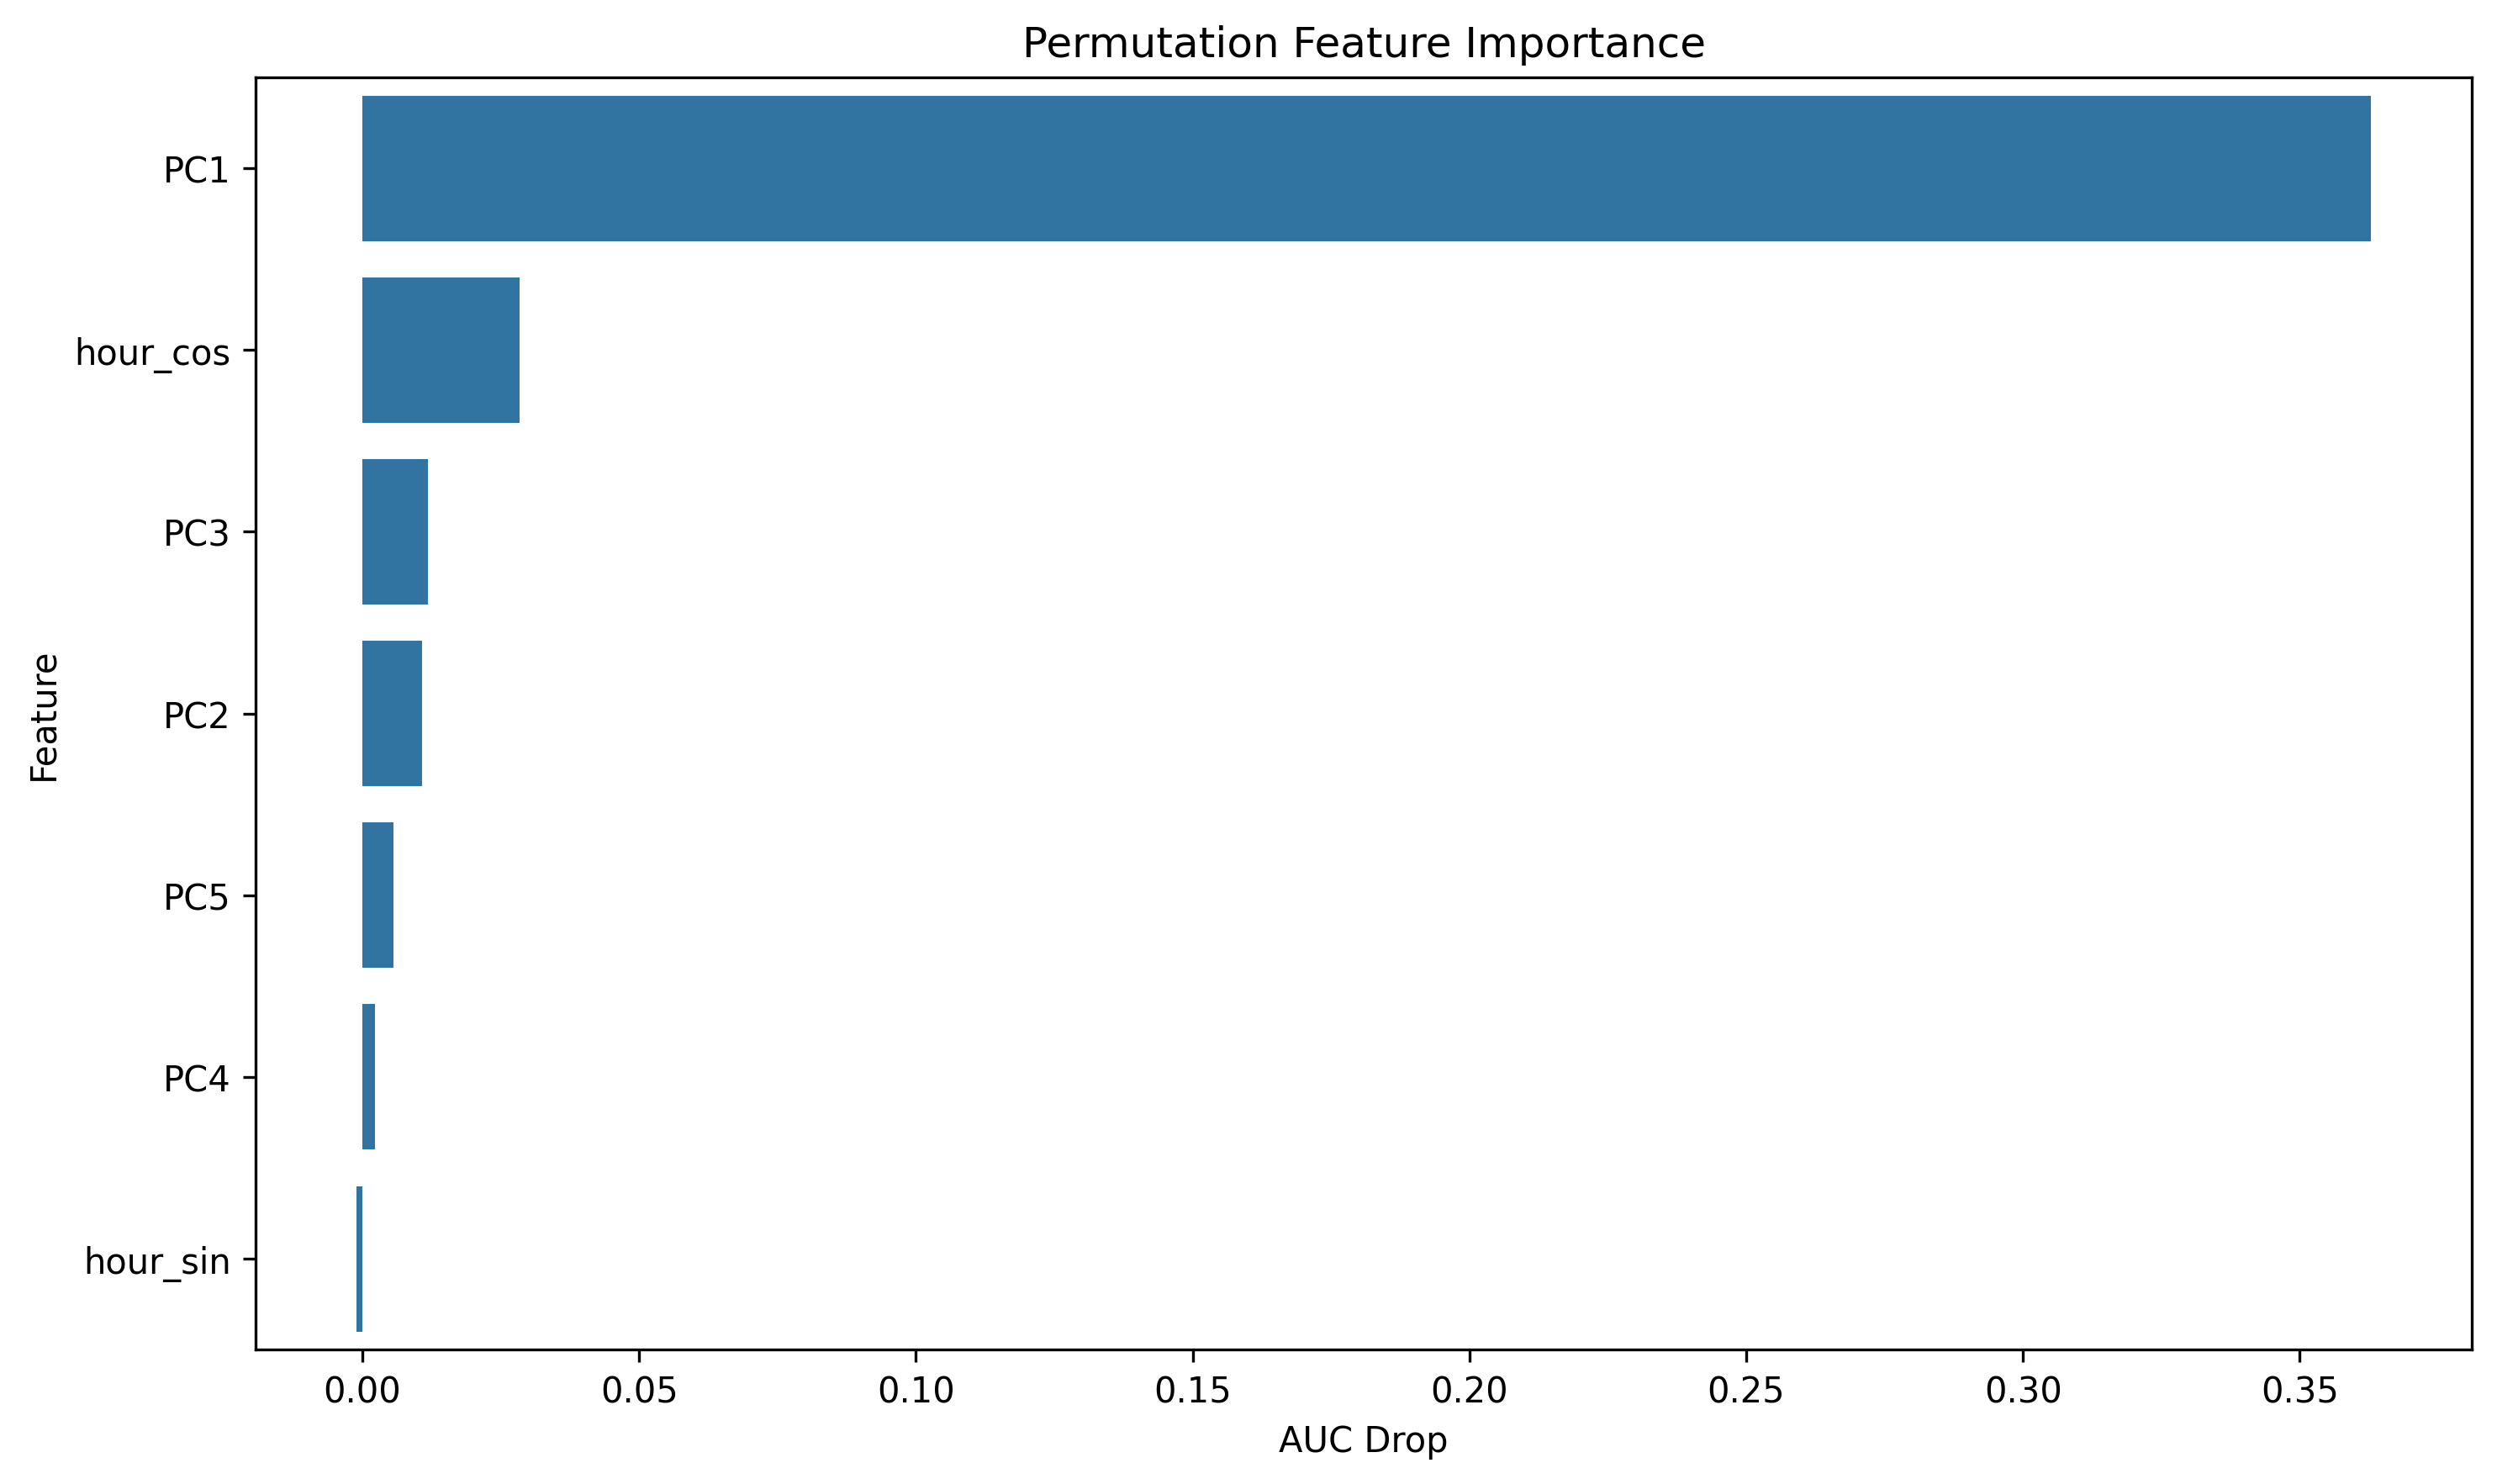 Permutation Feature Importance
PC1
hour_cos
PC3
PC2
PC5
PC4
hour_sin
Feature
0.00 0.05 0.10 0.15 0.20 0.25 0.30 0.35
AUC Drop